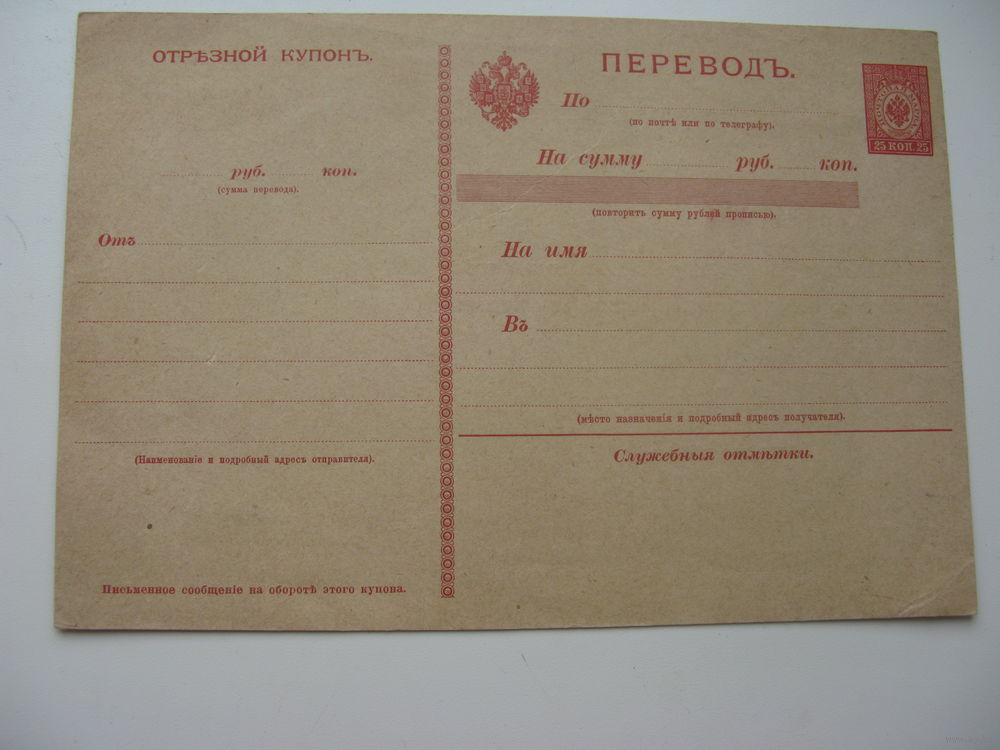 ОТРѢЗНОЙ КУПОНЪ.
руб. коп.
(сумма перевода).
Отъ
(Наименованіе и подробный адресъ отправителя).
Письменное сообщеніе на оборотѣ этого купона.
ПЕРЕВОДЪ.
По
(по почтѣ или по телеграфу).
На сумму руб. коп.
(повторить сумму рублей прописью).
На имя
Въ
(мѣсто назначенія и подробный адресъ получателя).
Служебныя отмѣтки.
ПОЧТОВАЯ МАРКА
25 КОП. 25